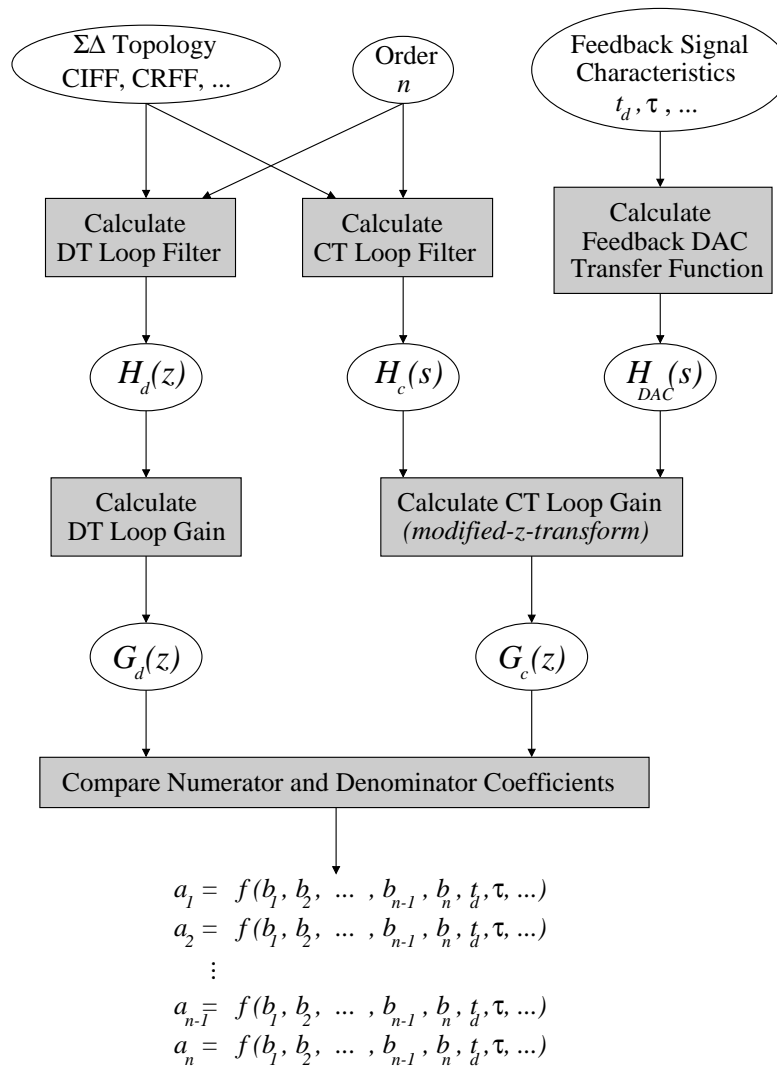 ΣΔ Topology
CIFF, CRFF, ...
Order
n
Feedback Signal
Characteristics
t_d, τ, ...
Calculate
DT Loop Filter
Calculate
CT Loop Filter
Calculate
Feedback DAC
Transfer Function
H_d(z)
H_c(s)
H_DAC(s)
Calculate
DT Loop Gain
Calculate CT Loop Gain
(modified-z-transform)
G_d(z)
G_c(z)
Compare Numerator and Denominator Coefficients
a_1 = f(b_1, b_2, ... , b_n-1, b_n, t_d, τ, ...)
a_2 = f(b_1, b_2, ... , b_n-1, b_n, t_d, τ, ...)
⋮
a_n-1 = f(b_1, b_2, ... , b_n-1, b_n, t_d, τ, ...)
a_n = f(b_1, b_2, ... , b_n-1, b_n, t_d, τ, ...)